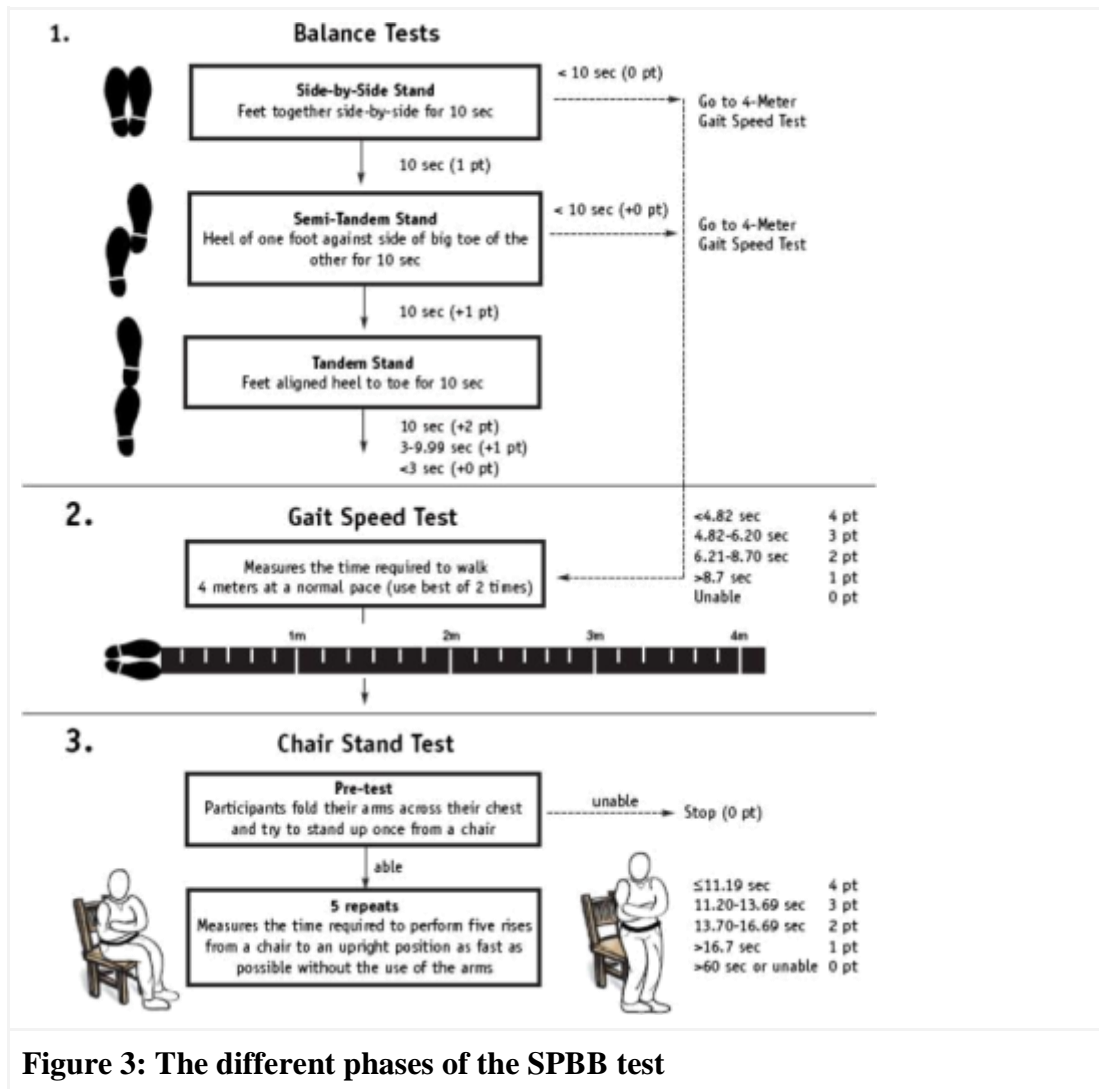 1.
Balance Tests
Side-by-Side Stand
Feet together side-by-side for 10 sec
< 10 sec (0 pt)
Go to 4-Meter
Gait Speed Test
10 sec (1 pt)
Semi-Tandem Stand
Heel of one foot against side of big toe of the
other for 10 sec
< 10 sec (+0 pt)
Go to 4-Meter
Gait Speed Test
10 sec (+1 pt)
Tandem Stand
Feet aligned heel to toe for 10 sec
10 sec (+2 pt)
3-9.99 sec (+1 pt)
<3 sec (+0 pt)
2.
Gait Speed Test
Measures the time required to walk
4 meters at a normal pace (use best of 2 times)
<4.82 sec 4 pt
4.82-6.20 sec 3 pt
6.21-8.70 sec 2 pt
>8.7 sec 1 pt
Unable 0 pt
1m 2m 3m 4m
3.
Chair Stand Test
Pre-test
Participants fold their arms across their chest
and try to stand up once from a chair
unable
Stop (0 pt)
able
5 repeats
Measures the time required to perform five rises
from a chair to an upright position as fast as
possible without the use of the arms
≤11.19 sec 4 pt
11.20-13.69 sec 3 pt
13.70-16.69 sec 2 pt
>16.7 sec 1 pt
>60 sec or unable 0 pt
Figure 3: The different phases of the SPBB test